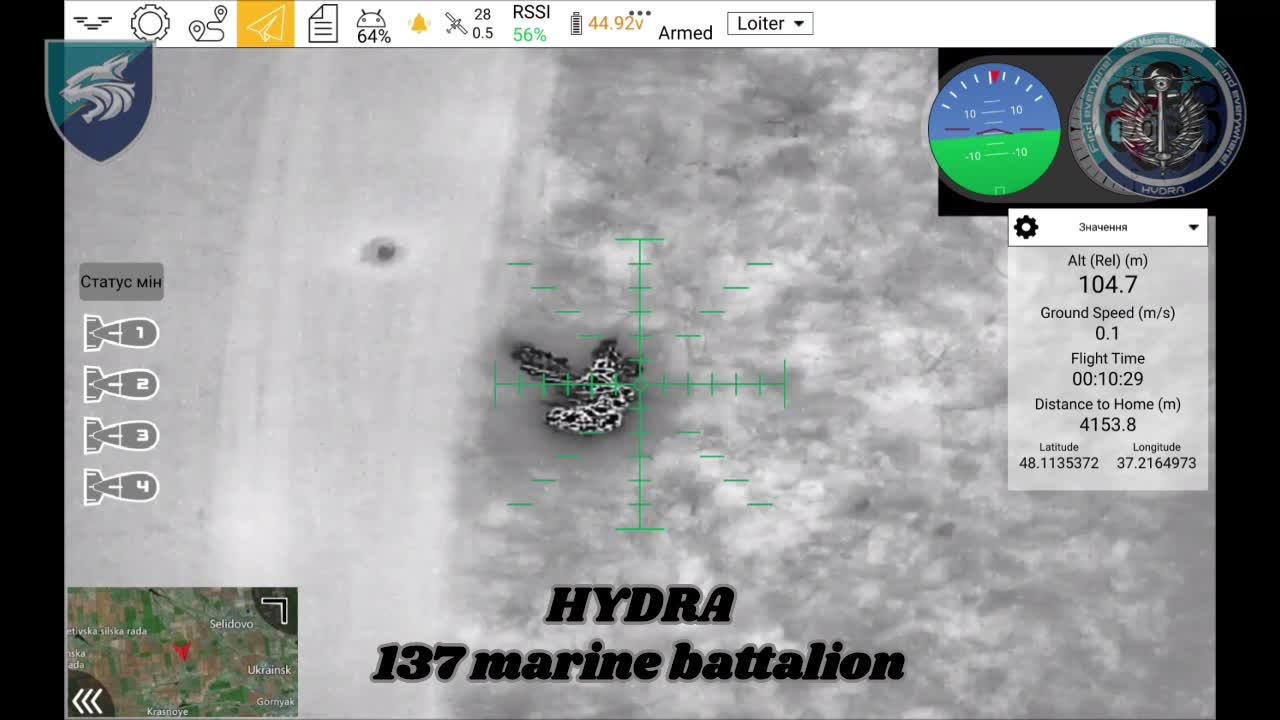 64%
28
0.5
RSSI
56%
44.92v
Armed
Loiter
137 Marine Battalion
Find everyone!
Find everywhere!
HYDRA
10
10
-10
-10
Значення
Alt (Rel) (m)
104.7
Ground Speed (m/s)
0.1
Flight Time
00:10:29
Distance to Home (m)
4153.8
Latitude Longitude
48.1135372 37.2164973
Статус мін
1
2
3
4
Selidovo
etivska silska rada
nska
ada
Ukrainsk
Gornyak
Krasnoye
HYDRA
137 marine battalion